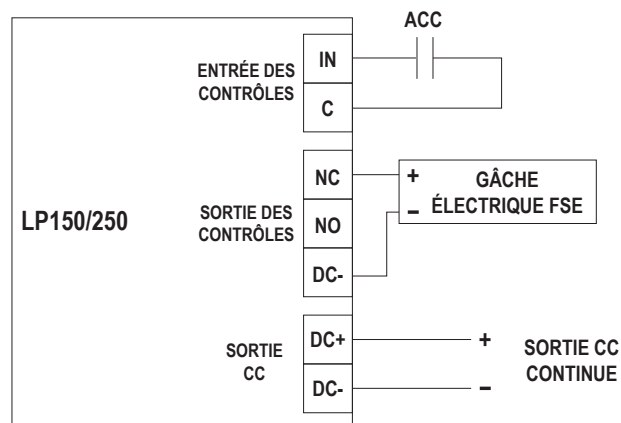 ACC
IN
ENTRÉE DES
CONTRÔLES
C
NC
+
GÂCHE
ÉLECTRIQUE FSE
–
LP150/250
SORTIE DES
CONTRÔLES
NO
DC-
DC+
+
SORTIE CC
CONTINUE
SORTIE
CC
DC-
–